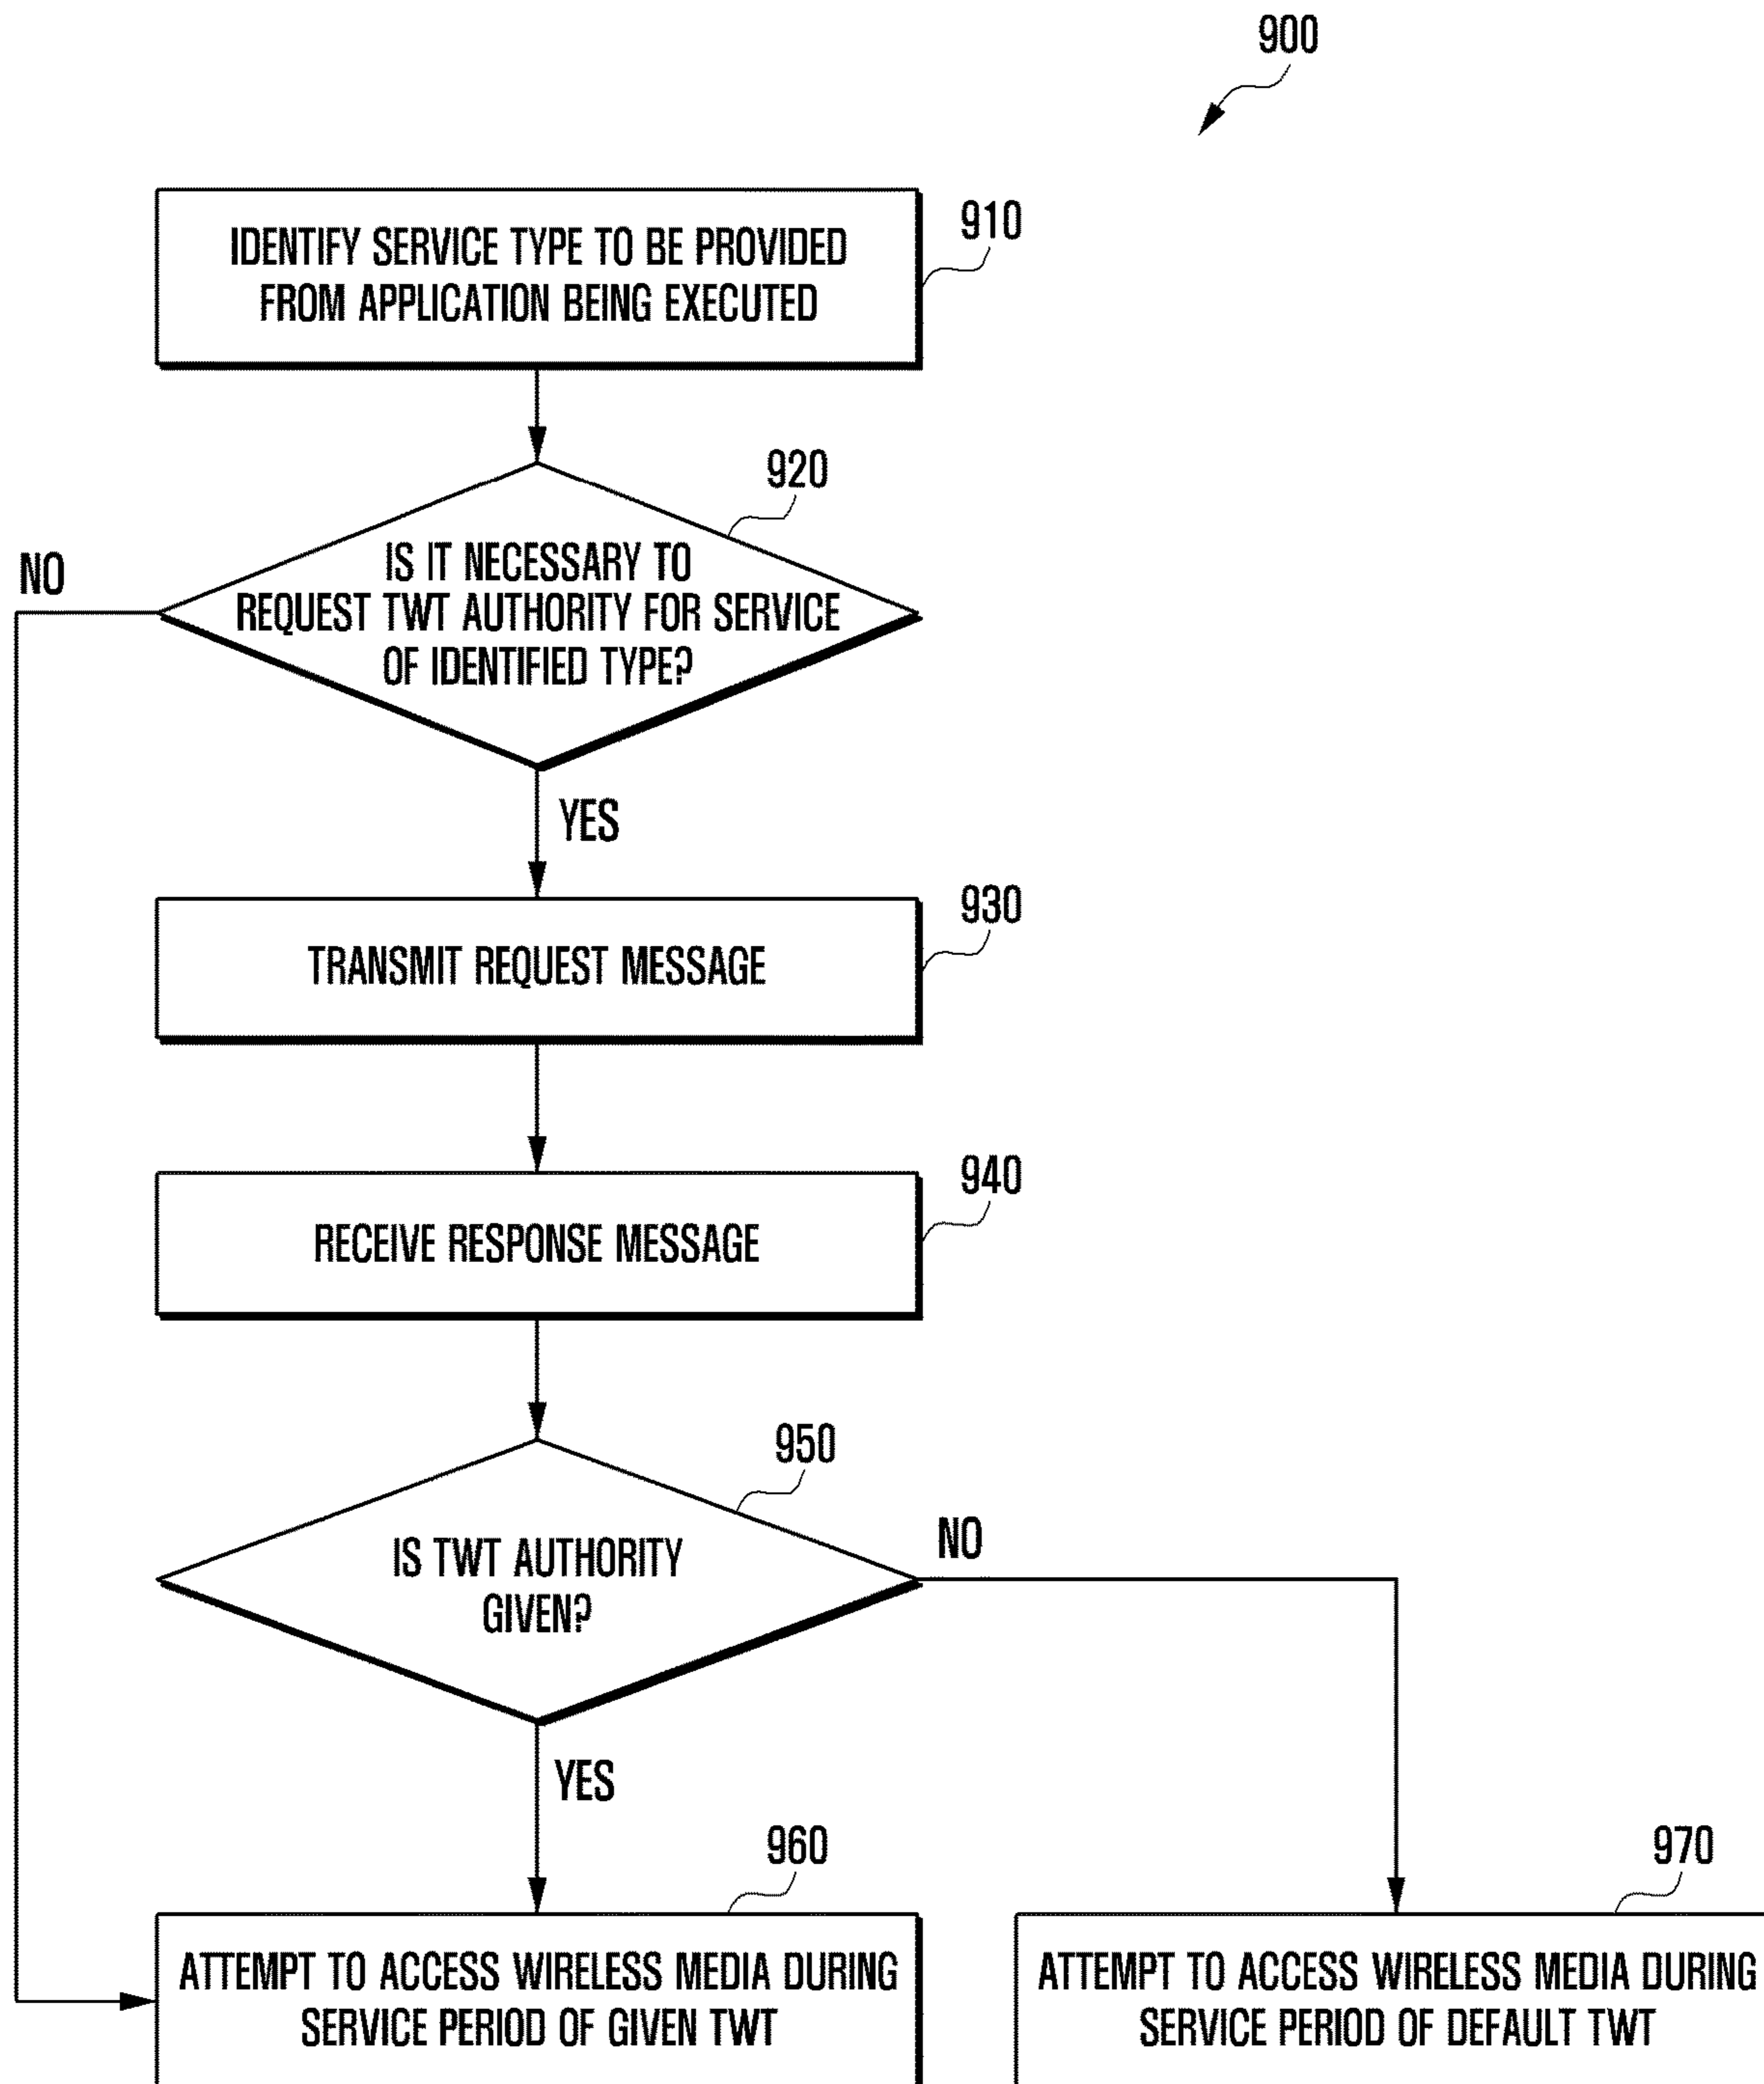 900
910
IDENTIFY SERVICE TYPE TO BE PROVIDED
FROM APPLICATION BEING EXECUTED
920
NO
IS IT NECESSARY TO
REQUEST TWT AUTHORITY FOR SERVICE
OF IDENTIFIED TYPE?
YES
930
TRANSMIT REQUEST MESSAGE
940
RECEIVE RESPONSE MESSAGE
950
NO
IS TWT AUTHORITY
GIVEN?
YES
960
970
ATTEMPT TO ACCESS WIRELESS MEDIA DURING
SERVICE PERIOD OF GIVEN TWT
ATTEMPT TO ACCESS WIRELESS MEDIA DURING
SERVICE PERIOD OF DEFAULT TWT